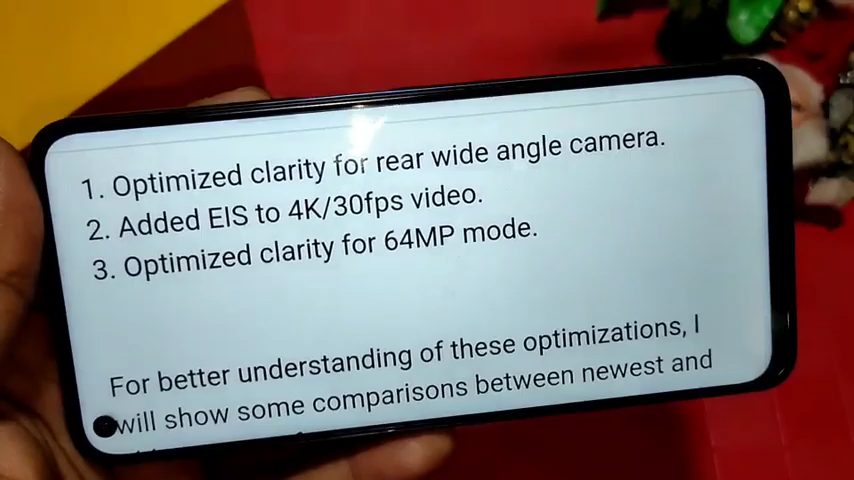 1. Optimized clarity for rear wide angle camera.
2. Added EIS to 4K/30fps video.
3. Optimized clarity for 64MP mode.
For better understanding of these optimizations, I
will show some comparisons between newest and